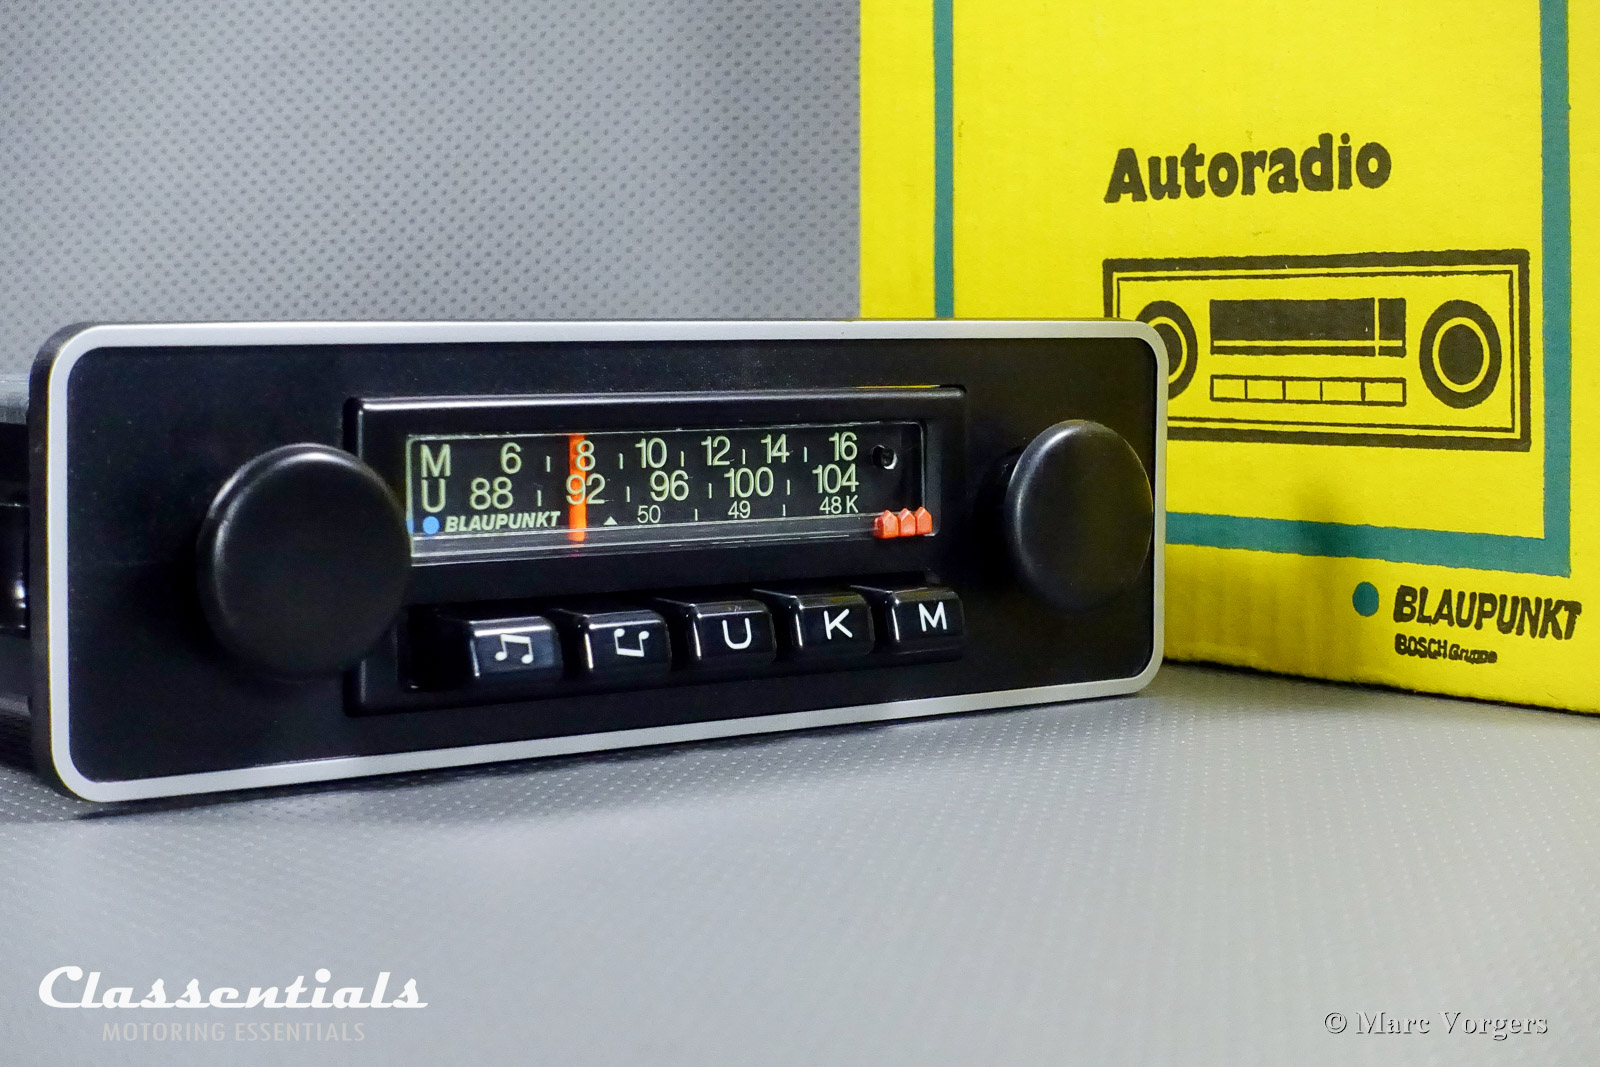 Autoradio
M 6 8 10 12 14 16
U 88 92 96 100 104
BLAUPUNKT 50 49 48 K
U K M
BLAUPUNKT
BOSCH Gruppe
Classentials
MOTORING ESSENTIALS
© Marc Vorgers